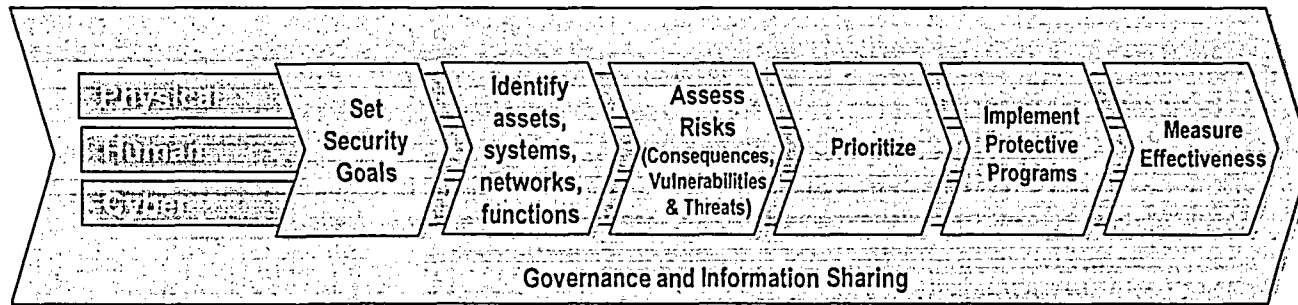 Physical
Human
Cyber
Set
Security
Goals
Identify
assets,
systems,
networks,
functions
Assess
Risks
(Consequences,
Vulnerabilities
& Threats)
Prioritize
Implement
Protective
Programs
Measure
Effectiveness
Governance and Information Sharing